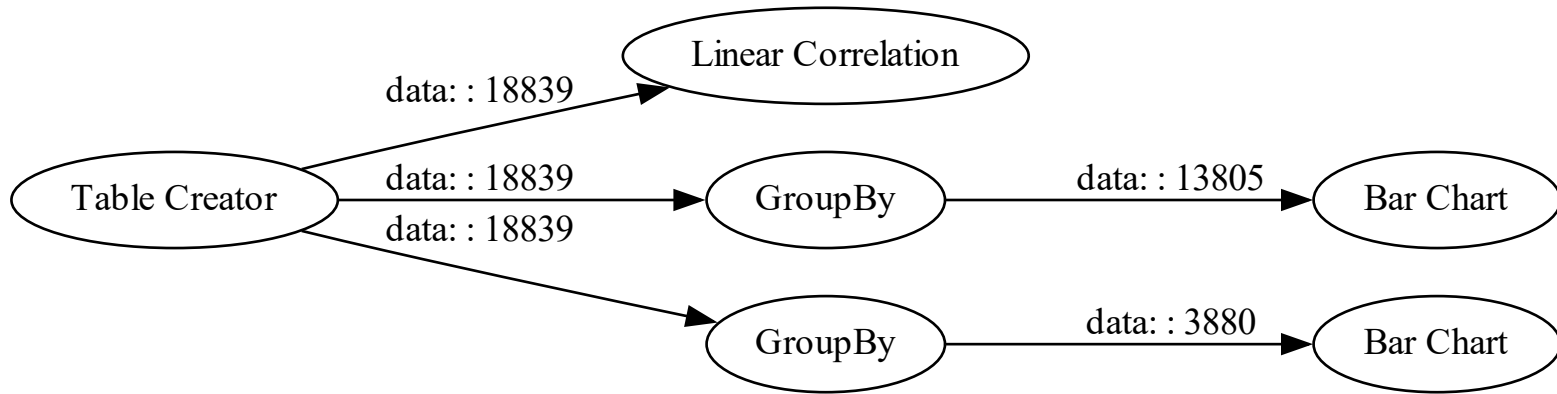 Linear Correlation
data: : 18839
Table Creator
data: : 18839
GroupBy
data: : 13805
Bar Chart
data: : 18839
GroupBy
data: : 3880
Bar Chart